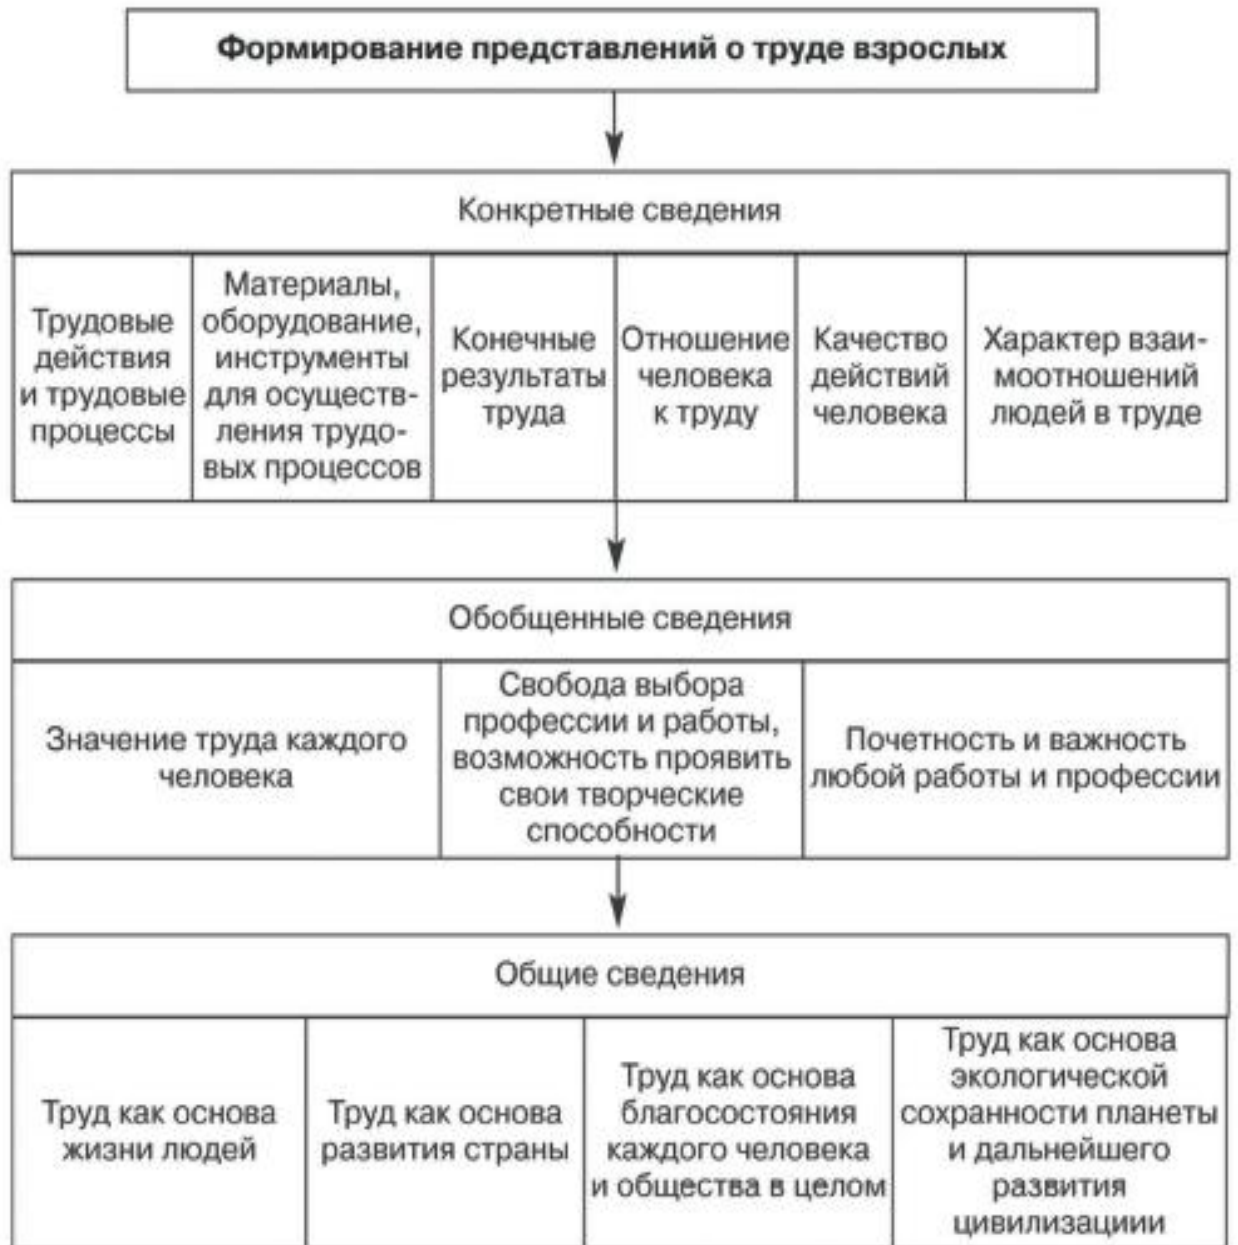 Формирование представлений о труде взрослых
Конкретные сведения
Трудовые
действия
и трудовые
процессы
Материалы,
оборудование,
инструменты
для осуществ-
ления трудо-
вых процессов
Конечные
результаты
труда
Отношение
человека
к труду
Качество
действий
человека
Характер взаи-
моотношений
людей в труде
Обобщенные сведения
Значение труда каждого
человека
Свобода выбора
профессии и работы,
возможность проявить
свои творческие
способности
Почетность и важность
любой работы и профессии
Общие сведения
Труд как основа
жизни людей
Труд как основа
развития страны
Труд как основа
благосостояния
каждого человека
и общества в целом
Труд как основа
экологической
сохранности планеты
и дальнейшего
развития
цивилизациии